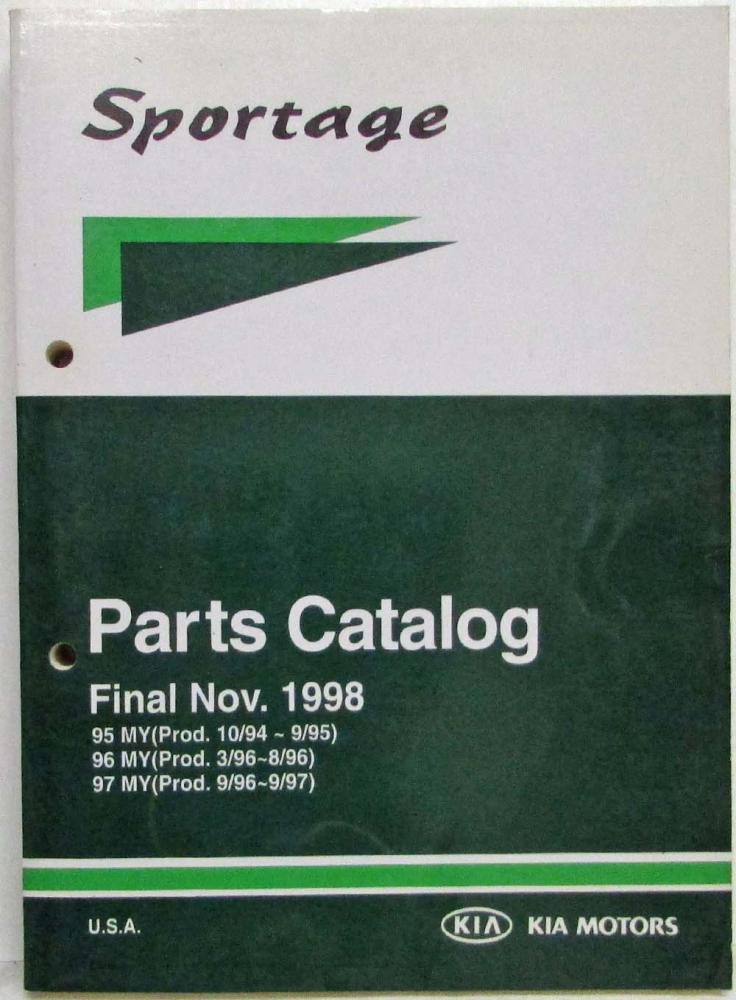 Sportage
Parts Catalog
Final Nov. 1998
95 MY(Prod. 10/94 ~ 9/95)
96 MY(Prod. 3/96~8/96)
97 MY(Prod. 9/96~9/97)
U.S.A.
KIA KIA MOTORS